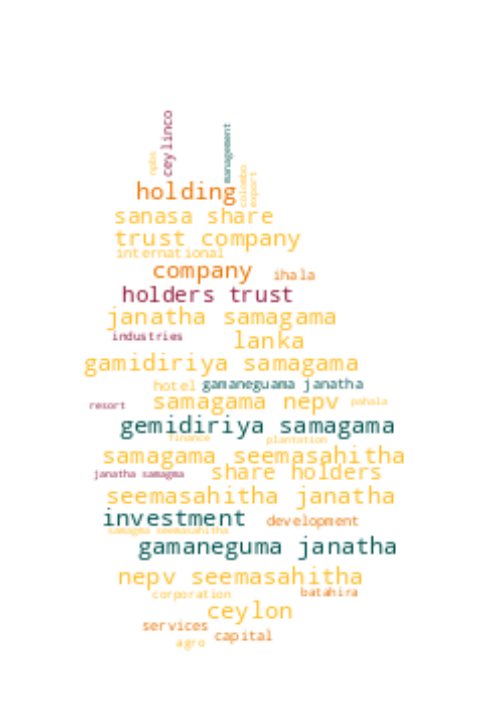 ceylinco
management
colombo
export
holding
sanasa share
trust company
international
company ihala
holders trust
janatha samagama
industries lanka
gamidiriya samagama
hotel gamaneguama janatha
resort samagama nepv pahala
gemidiriya samagama
finance plantation
samagama seemasahitha
janatha samagma share holders
seemasahitha janatha
investment development
samagma seemasahitha
gamaneguma janatha
nepv seemasahitha
corporation batahira
ceylon
services capital
agro